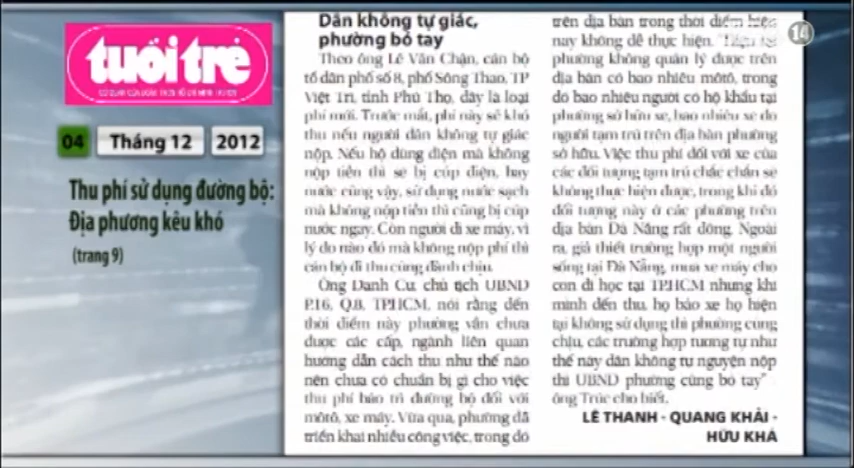 tuổi trẻ
04 Tháng 12 2012
Thu phí sử dụng đường bộ:
Địa phương kêu khó
(trang 9)
Dân không tự giác,
phường bó tay
Theo ông Lê Văn Chận, cán bộ
tổ dân phố số 8, phố Sông Thao, TP
Việt Trì, tỉnh Phú Thọ, đây là loại
phí mới. Trước mắt, phí này sẽ khó
thu nếu người dân không tự giác
nộp. Nếu hộ dùng điện mà không
nộp tiền thì sẽ bị cúp điện, hay
nước cũng vậy, sử dụng nước sạch
mà không nộp tiền thì cũng bị cúp
nước ngay. Còn người đi xe máy, vì
lý do nào đó mà không nộp phí thì
cán bộ đi thu cũng đành chịu.
Ông Danh Cư, chủ tịch UBND
P.16, Q.8, TP.HCM, nói rằng đến
thời điểm này phường vẫn chưa
được các cấp, ngành liên quan
hướng dẫn cách thu như thế nào
nên chưa có chuẩn bị gì cho việc
thu phí bảo trì đường bộ đối với
môtô, xe máy. Vừa qua, phường đã
triển khai nhiều công việc, trong đó
trên địa bàn trong thời điểm hiện
nay không dễ thực hiện. "Hiện tại
phường không quản lý được trên
địa bàn có bao nhiêu môtô, trong
đó bao nhiêu người có hộ khẩu tại
phường sở hữu xe, bao nhiêu xe do
người tạm trú trên địa bàn phường
sở hữu. Việc thu phí đối với xe của
các đối tượng tạm trú chắc chắn sẽ
không thực hiện được, trong khi đó
đối tượng này ở các phường trên
địa bàn Đà Nẵng rất đông. Ngoài
ra, giả thiết trường hợp một người
sống tại Đà Nẵng, mua xe máy cho
con đi học tại TP.HCM nhưng khi
mình đến thu, họ báo xe họ hiện
tại không sử dụng thì phường cũng
chịu, các trường hợp tương tự như
thế này dân không tự nguyện nộp
thì UBND phường cũng bó tay"
ông Trúc cho biết.
LÊ THANH - QUANG KHẢI -
HỮU KHÁ
14